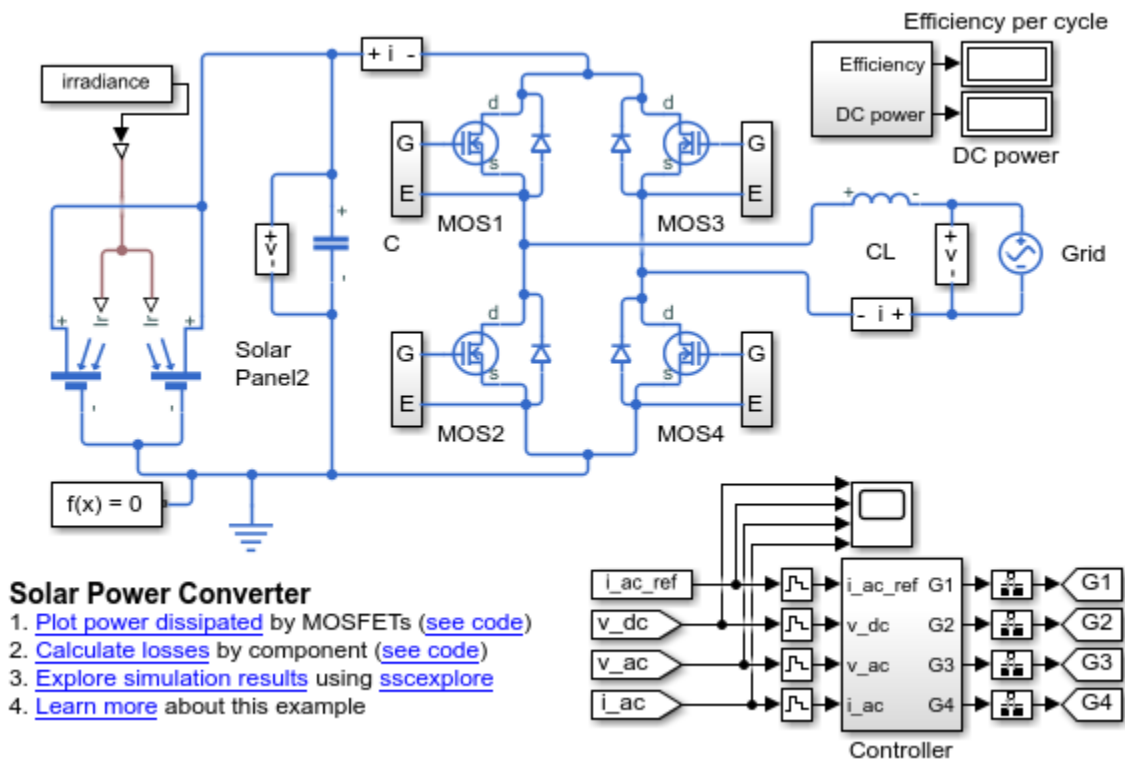 Efficiency per cycle
irradiance
+ i -
Efficiency
DC power
DC power
d
d
G
G
s
s
E
E
MOS1
MOS3
+
-
+
+ v -
C
-
CL
+ v -
Grid
Ir
Ir
- i +
+
+
d
d
Solar
Panel2
G
G
s
s
-
-
E
E
MOS2
MOS4
f(x) = 0
Solar Power Converter
1. Plot power dissipated by MOSFETs (see code)
2. Calculate losses by component (see code)
3. Explore simulation results using sscexplore
4. Learn more about this example
i_ac_ref
i_ac_ref G1
G1
v_dc
v_dc G2
G2
v_ac
v_ac G3
G3
i_ac
i_ac G4
G4
Controller